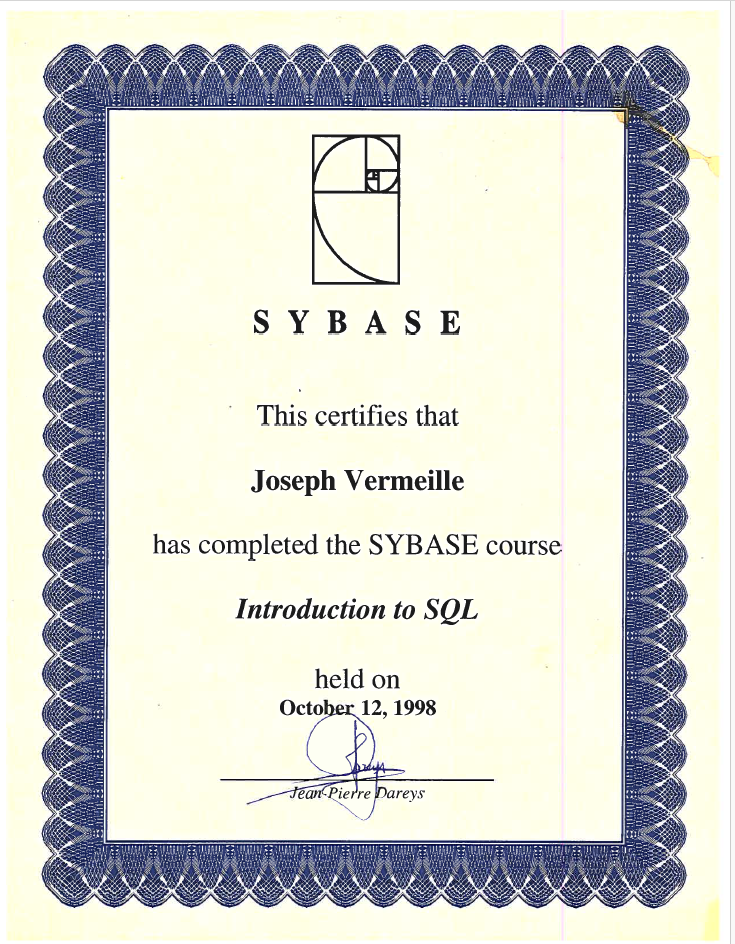 SYBASE
This certifies that
Joseph Vermeille
has completed the SYBASE course
Introduction to SQL
held on
October 12, 1998
Dareys
Jean-Pierre Dareys